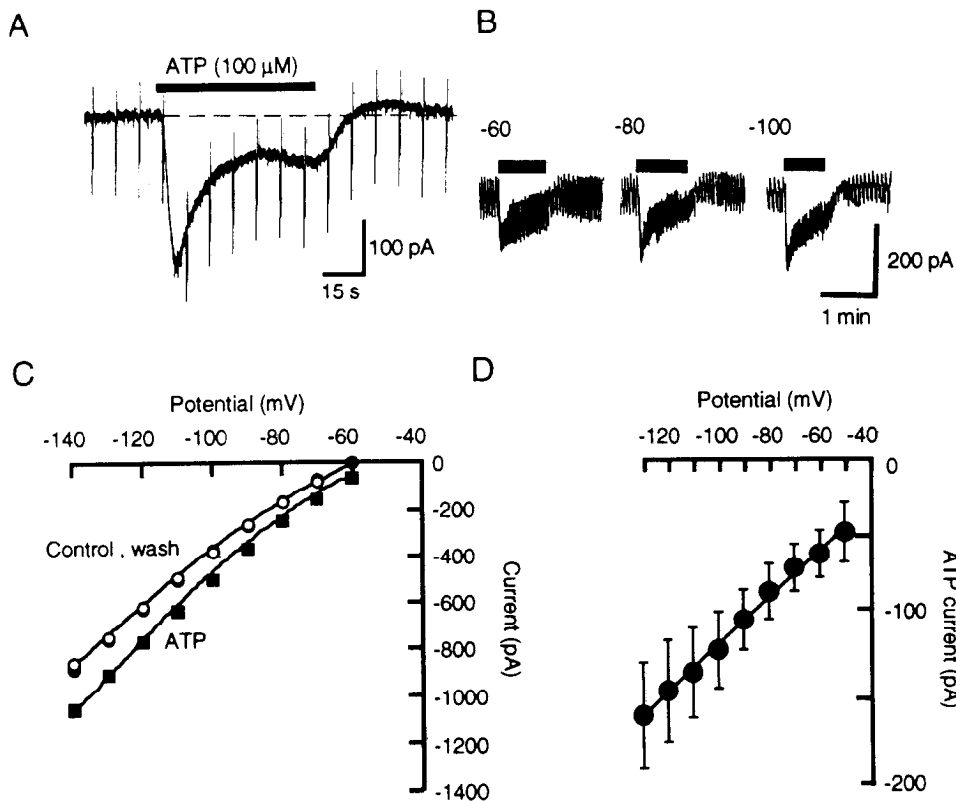 A
ATP (100 µM)
100 pA
15 s
B
-60
-80
-100
200 pA
1 min
C
Potential (mV)
-140 -120 -100 -80 -60 -40
0
-200
-400
-600
-800
-1000
-1200
-1400
Current (pA)
Control , wash
ATP
D
Potential (mV)
-120 -100 -80 -60 -40
0
-100
-200
ATP current (pA)